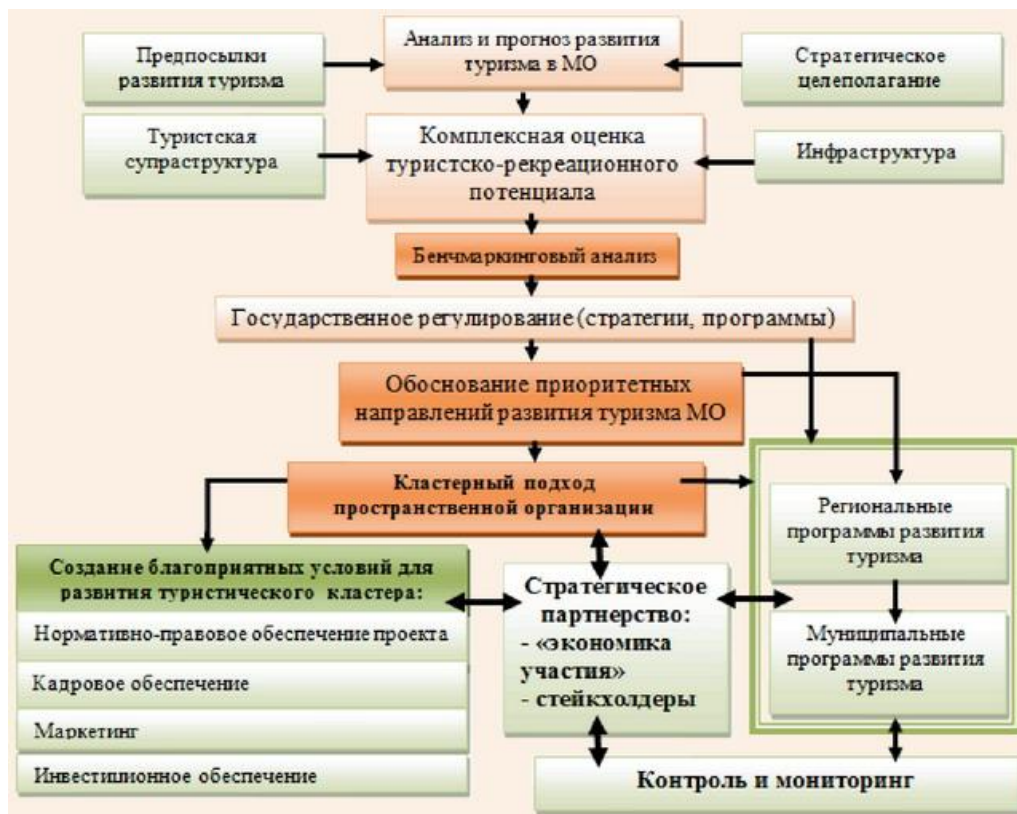 Предпосылки
развития туризма
Анализ и прогноз развития
туризма в МО
Стратегическое
целеполагание
Туристская
супраструктура
Комплексная оценка
туристско-рекреационного
потенциала
Инфраструктура
Бенчмаркинговый анализ
Государственное регулирование (стратегии, программы)
Обоснование приоритетных
направлений развития туризма МО
Кластерный подход
пространственной организации
Региональные
программы развития
туризма
Муниципальные
программы развития
туризма
Создание благоприятных условий для
развития туристического кластера:
Нормативно-правовое обеспечение проекта
Кадровое обеспечение
Маркетинг
Инвестиционное обеспечение
Стратегическое
партнерство:
- «экономика
участия»
- стейкхолдеры
Контроль и мониторинг